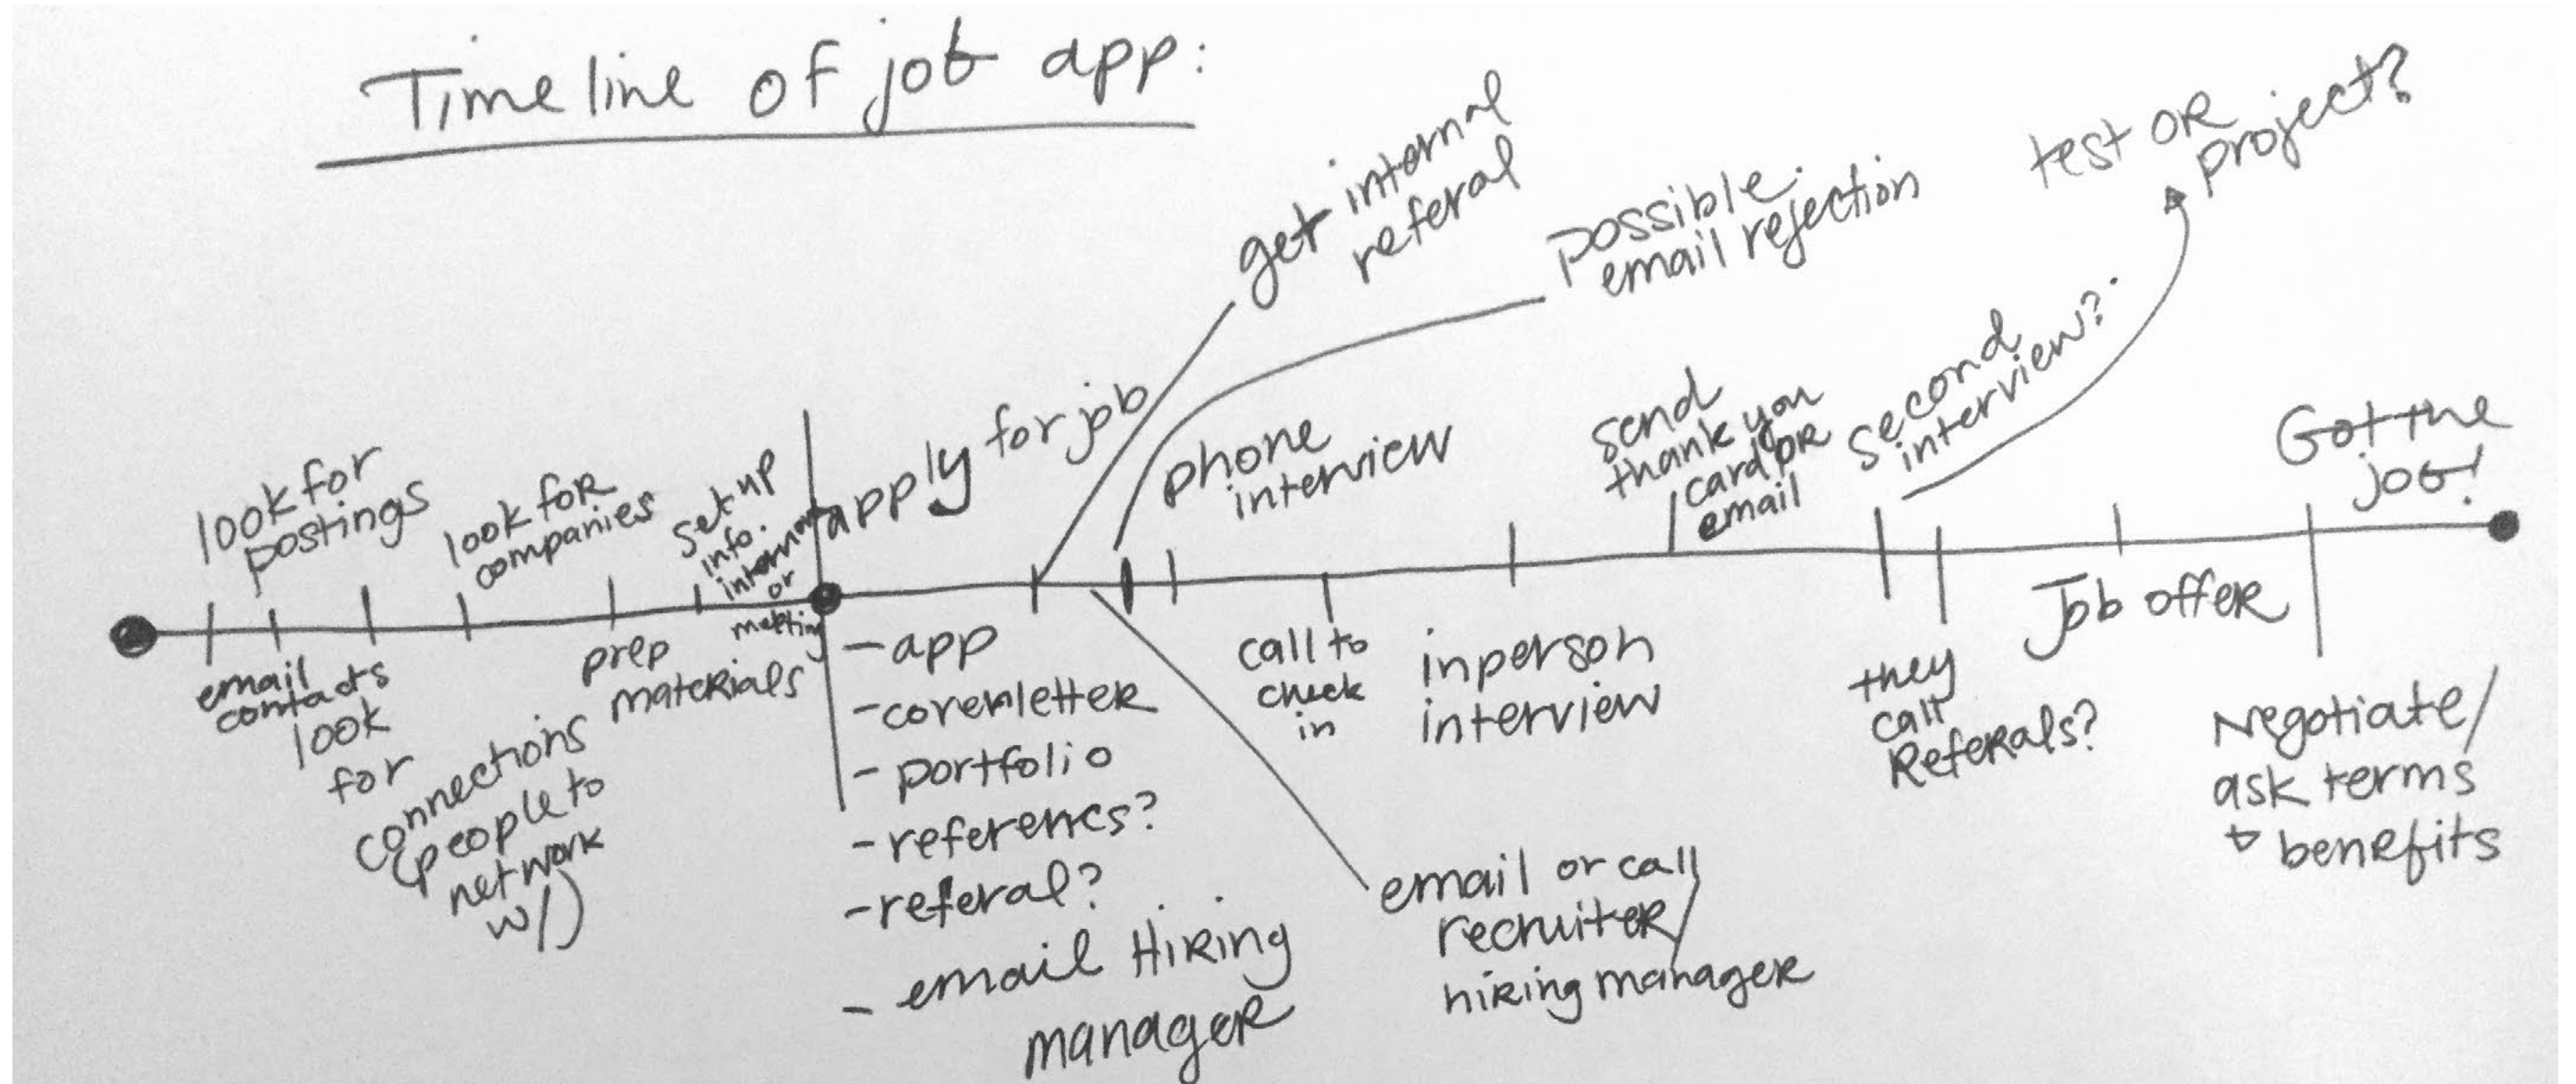 Timeline of job app:
get internal
referal
possible
email rejection
test OR
project?
look for
postings
look for
companies
set up
info.
interview
or
meeting
apply for job
phone
interview
send
thank you
card OR
email
second
interview?
Got the
job!
email
contacts
look
for
connections
(people to
network
w/)
prep
materials
- app
- coverletter
- portfolio
- referencs?
- referal?
- email Hiring
manager
call to
check
in
inperson
interview
email or call
recruiter/
hiring manager
they
call
Referals?
Job offer
Negotiate/
ask terms
+ benefits